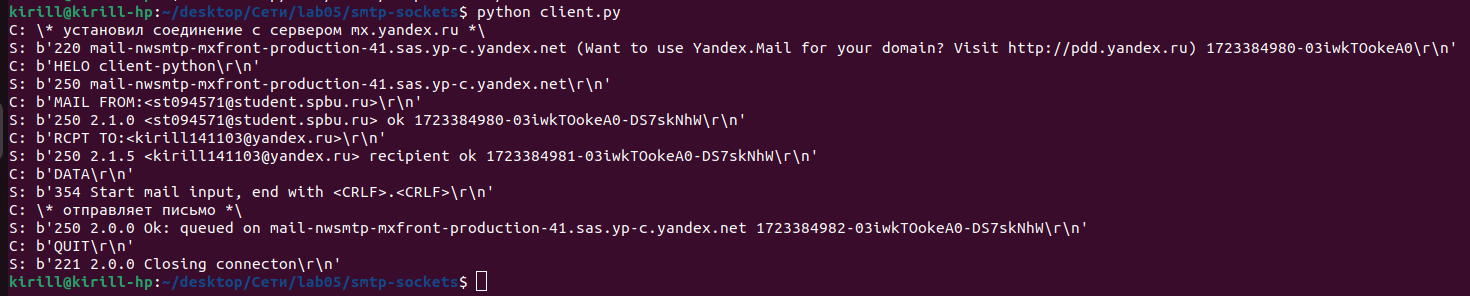 kirill@kirill-hp:~/desktop/Сети/lab05/smtp-sockets$ python client.py
C: \* установил соединение с сервером mx.yandex.ru *\
S: b'220 mail-nwsmtp-mxfront-production-41.sas.yp-c.yandex.net (Want to use Yandex.Mail for your domain? Visit http://pdd.yandex.ru) 1723384980-03iwkTOokeA0\r\n'
C: b'HELO client-python\r\n'
S: b'250 mail-nwsmtp-mxfront-production-41.sas.yp-c.yandex.net\r\n'
C: b'MAIL FROM:<st094571@student.spbu.ru>\r\n'
S: b'250 2.1.0 <st094571@student.spbu.ru> ok 1723384980-03iwkTOokeA0-DS7skNhW\r\n'
C: b'RCPT TO:<kirill141103@yandex.ru>\r\n'
S: b'250 2.1.5 <kirill141103@yandex.ru> recipient ok 1723384981-03iwkTOokeA0-DS7skNhW\r\n'
C: b'DATA\r\n'
S: b'354 Start mail input, end with <CRLF>.<CRLF>\r\n'
C: \* отправляет письмо *\
S: b'250 2.0.0 Ok: queued on mail-nwsmtp-mxfront-production-41.sas.yp-c.yandex.net 1723384982-03iwkTOokeA0-DS7skNhW\r\n'
C: b'QUIT\r\n'
S: b'221 2.0.0 Closing connecton\r\n'
kirill@kirill-hp:~/desktop/Сети/lab05/smtp-sockets$